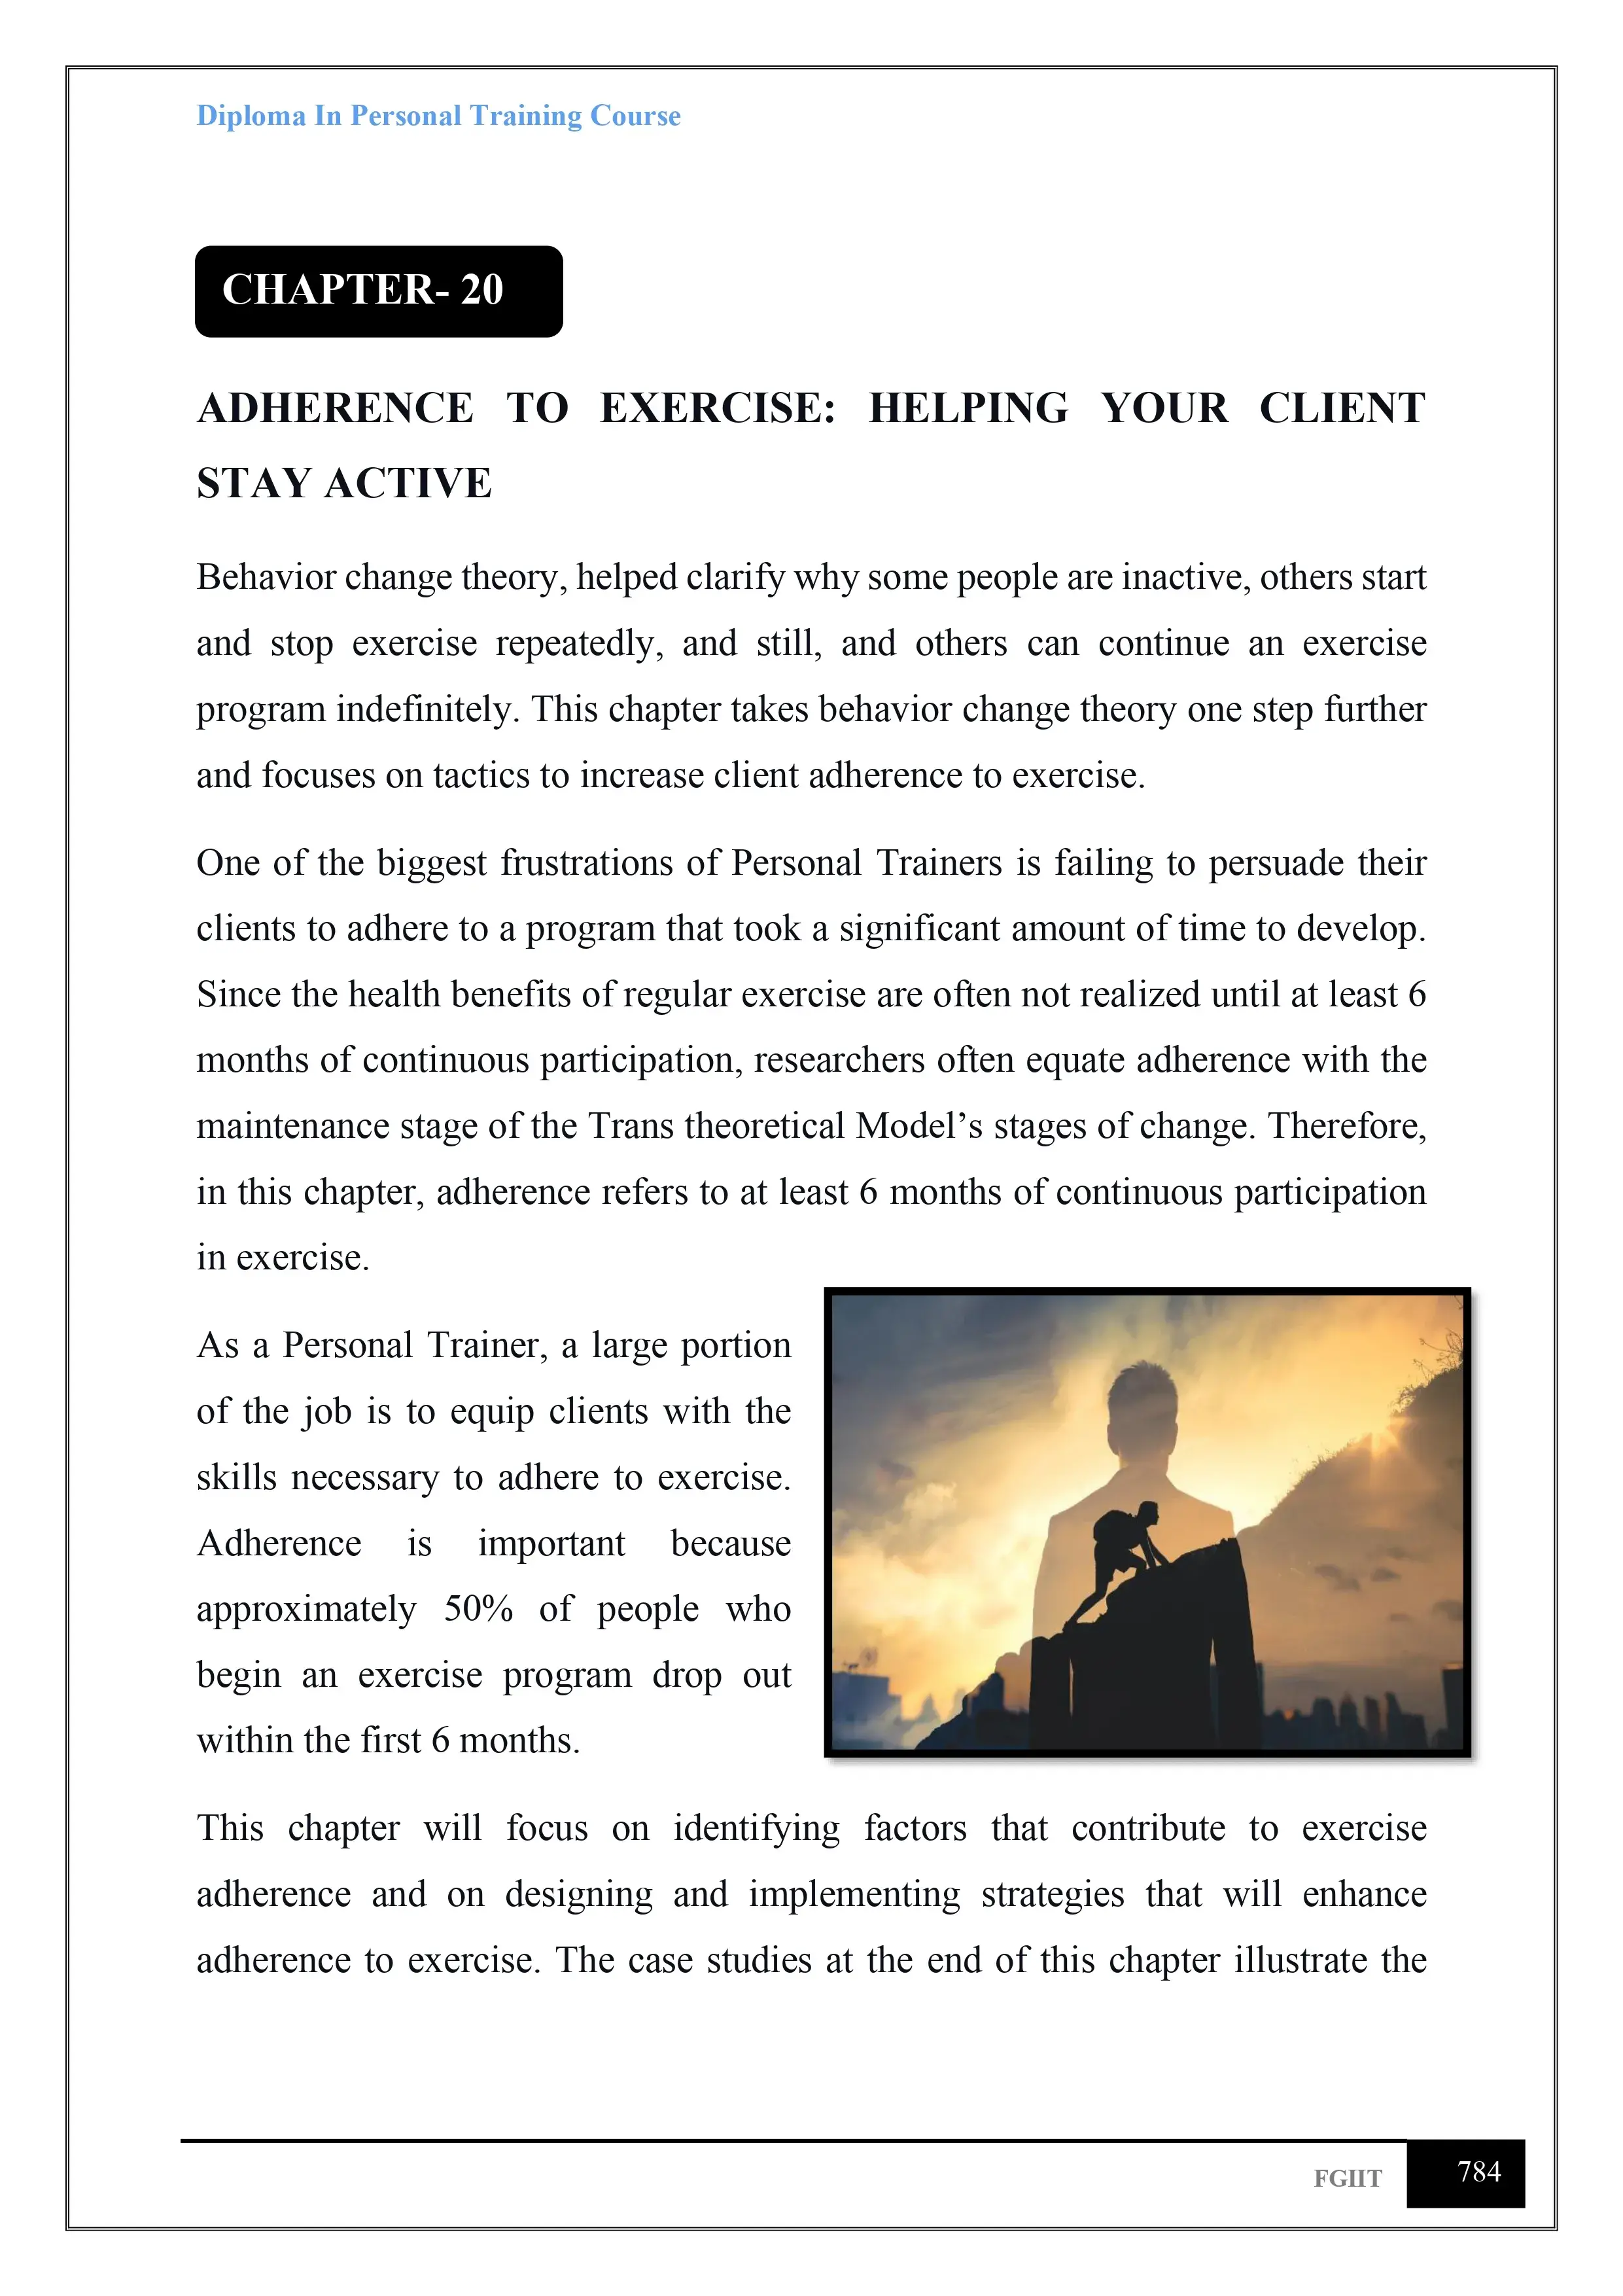 Diploma In Personal Training Course
CHAPTER- 20
ADHERENCE TO EXERCISE: HELPING YOUR CLIENT
STAY ACTIVE
Behavior change theory, helped clarify why some people are inactive, others start
and stop exercise repeatedly, and still, and others can continue an exercise
program indefinitely. This chapter takes behavior change theory one step further
and focuses on tactics to increase client adherence to exercise.
One of the biggest frustrations of Personal Trainers is failing to persuade their
clients to adhere to a program that took a significant amount of time to develop.
Since the health benefits of regular exercise are often not realized until at least 6
months of continuous participation, researchers often equate adherence with the
maintenance stage of the Trans theoretical Model’s stages of change. Therefore,
in this chapter, adherence refers to at least 6 months of continuous participation
in exercise.
As a Personal Trainer, a large portion
of the job is to equip clients with the
skills necessary to adhere to exercise.
Adherence is important because
approximately 50% of people who
begin an exercise program drop out
within the first 6 months.
This chapter will focus on identifying factors that contribute to exercise
adherence and on designing and implementing strategies that will enhance
adherence to exercise. The case studies at the end of this chapter illustrate the
FGIIT
784